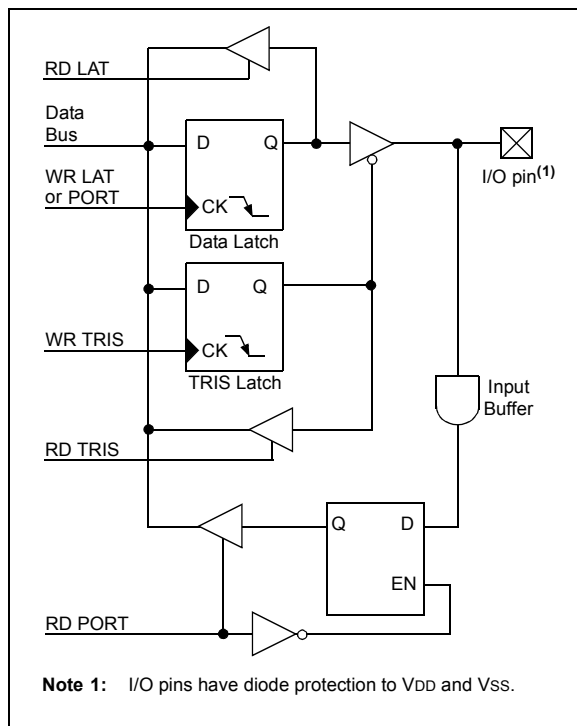 RD LAT
Data
Bus
D Q
WR LAT
or PORT
CK
Data Latch
I/O pin(1)
D Q
WR TRIS
CK
TRIS Latch
Input
Buffer
RD TRIS
Q D
EN
RD PORT
Note 1: I/O pins have diode protection to VDD and VSS.